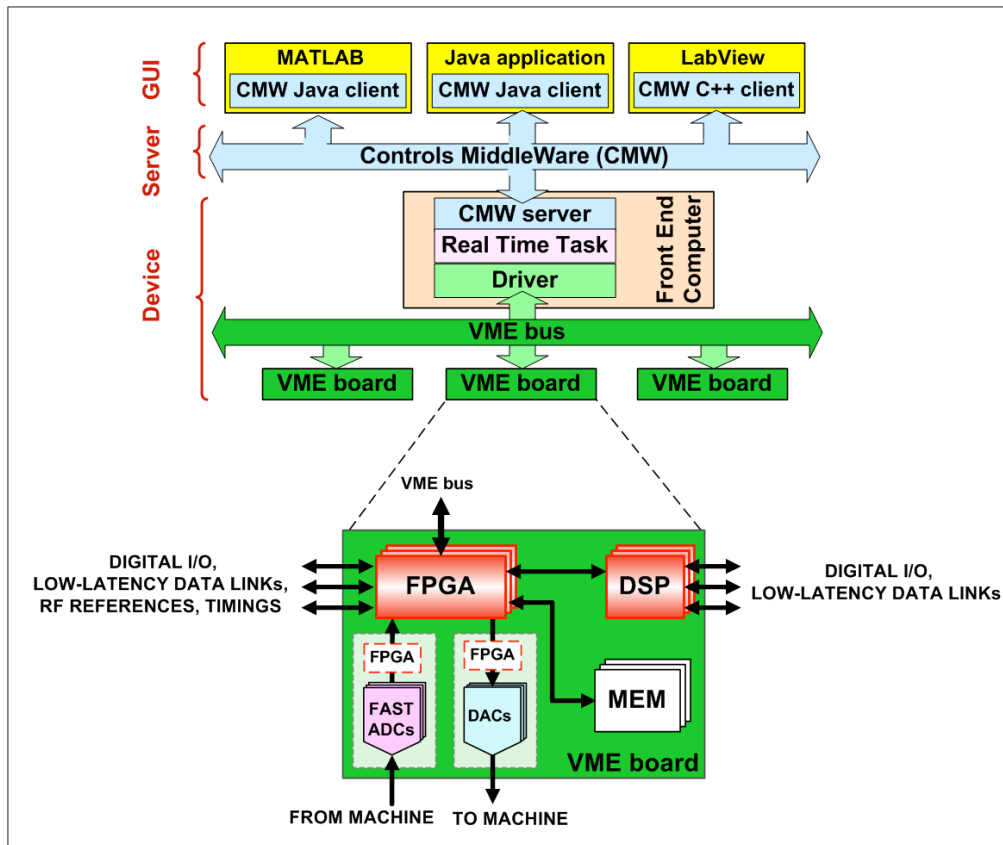 GUI
MATLAB
CMW Java client
Java application
CMW Java client
LabView
CMW C++ client
Server
Controls MiddleWare (CMW)
Device
CMW server
Real Time Task
Driver
Front End
Computer
VME bus
VME board
VME board
VME board
VME bus
DIGITAL I/O,
LOW-LATENCY DATA LINKs,
RF REFERENCES, TIMINGS
FPGA
DSP
DIGITAL I/O,
LOW-LATENCY DATA LINKs
FPGA
FPGA
FAST
ADCs
DACs
MEM
VME board
FROM MACHINE
TO MACHINE